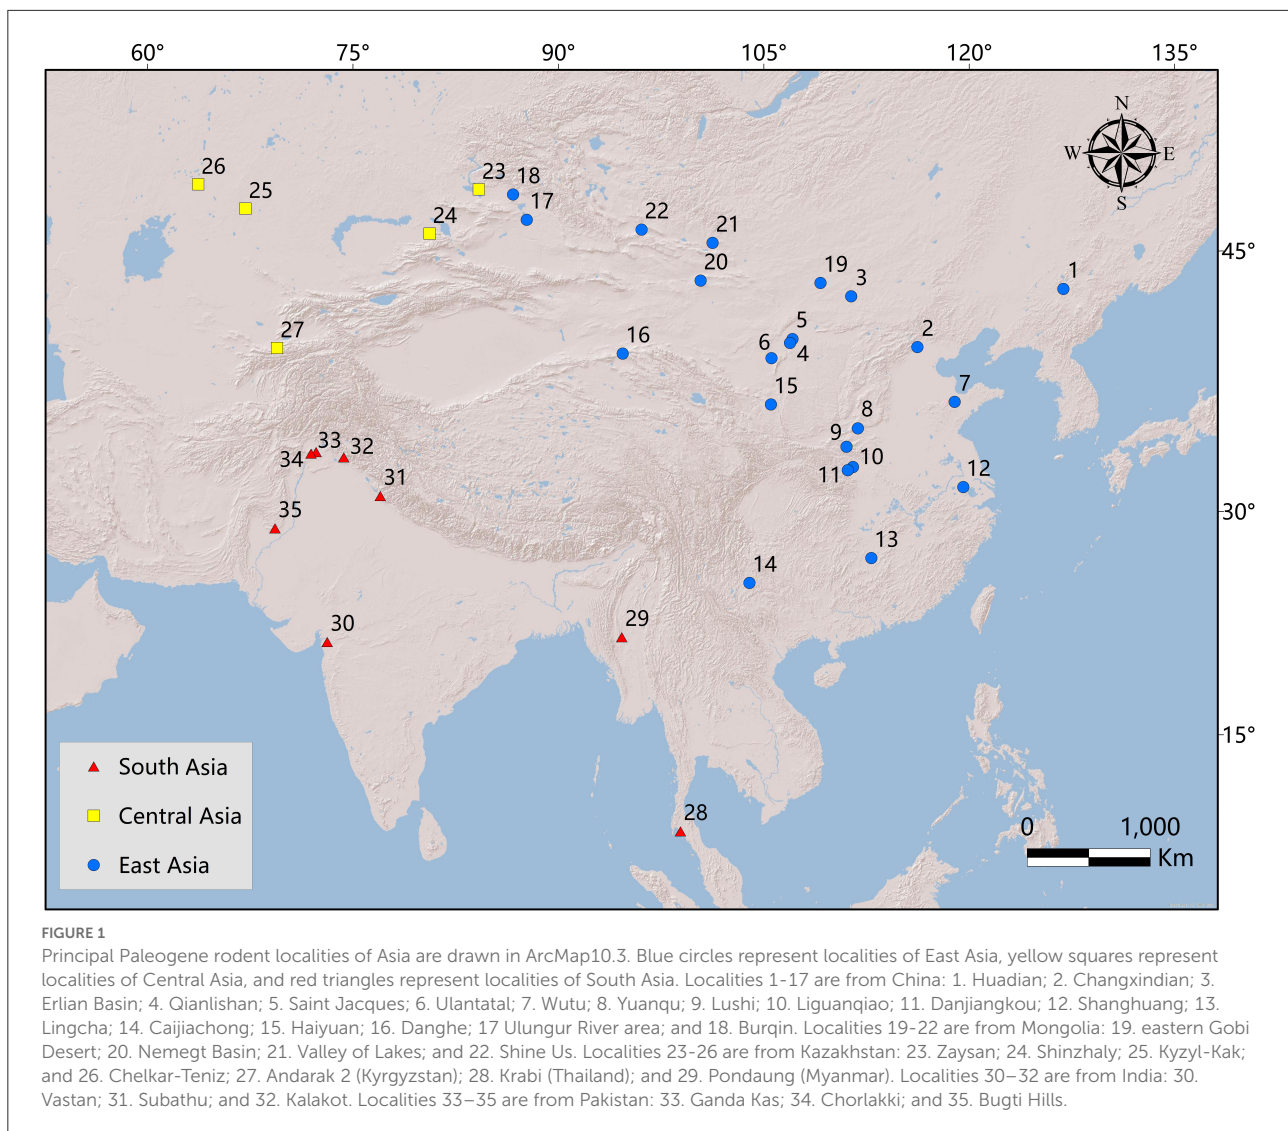 60° 75° 90° 105° 120° 135°
N
W E
S
26
23
18
25
17
24
22
21
45°
20
19
3
1
5
27
16
6
4
2
15
7
8
9
33
34
32
10
31
11
12
35
30°
13
14
30
29
15°
South Asia
28
Central Asia
0 1,000
Km
East Asia
FIGURE 1
Principal Paleogene rodent localities of Asia are drawn in ArcMap10.3. Blue circles represent localities of East Asia, yellow squares represent
localities of Central Asia, and red triangles represent localities of South Asia. Localities 1-17 are from China: 1. Huadian; 2. Changxindian; 3.
Erlian Basin; 4. Qianlishan; 5. Saint Jacques; 6. Ulantatal; 7. Wutu; 8. Yuanqu; 9. Lushi; 10. Liguanqiao; 11. Danjiangkou; 12. Shanghuang; 13.
Lingcha; 14. Caijiachong; 15. Haiyuan; 16. Danghe; 17 Ulungur River area; and 18. Burqin. Localities 19-22 are from Mongolia: 19. eastern Gobi
Desert; 20. Nemegt Basin; 21. Valley of Lakes; and 22. Shine Us. Localities 23-26 are from Kazakhstan: 23. Zaysan; 24. Shinzhaly; 25. Kyzyl-Kak;
and 26. Chelkar-Teniz; 27. Andarak 2 (Kyrgyzstan); 28. Krabi (Thailand); and 29. Pondaung (Myanmar). Localities 30–32 are from India: 30.
Vastan; 31. Subathu; and 32. Kalakot. Localities 33–35 are from Pakistan: 33. Ganda Kas; 34. Chorlakki; and 35. Bugti Hills.